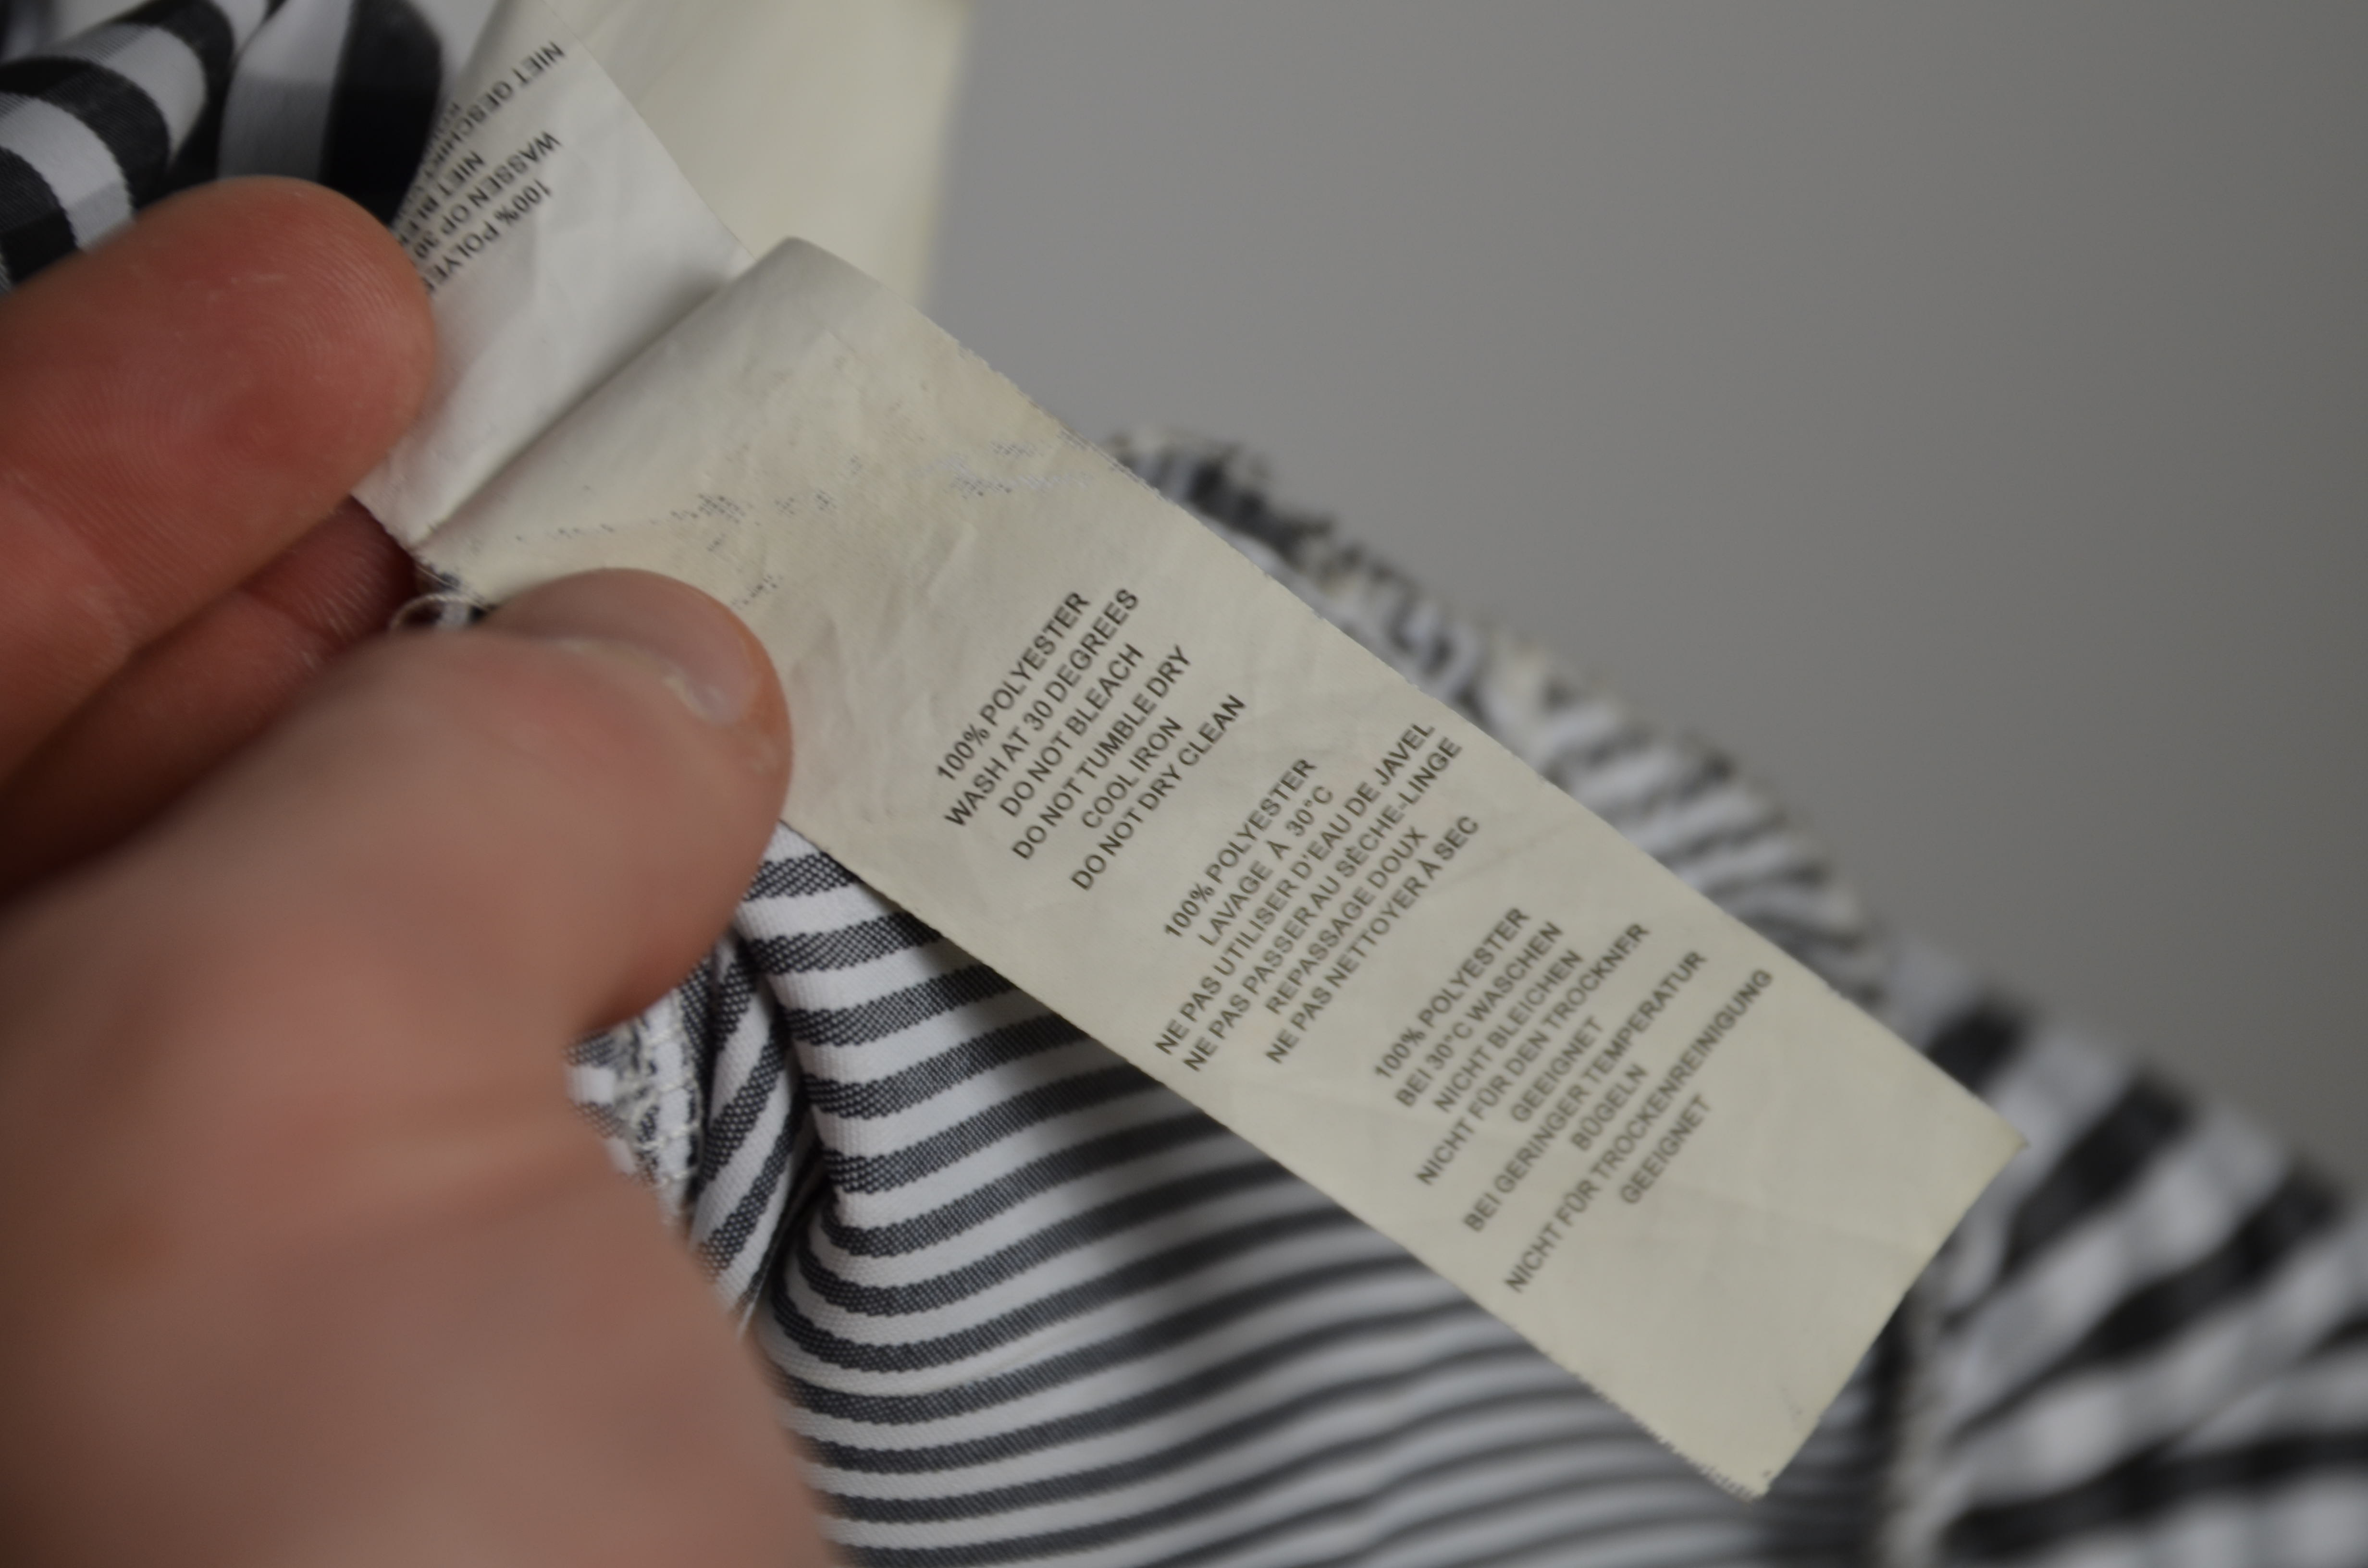 100% POLYESTER
WASH AT 30 DEGREES
DO NOT BLEACH
DO NOT TUMBLE DRY
COOL IRON
DO NOT DRY CLEAN
100% POLYESTER
LAVAGE À 30°C
NE PAS UTILISER D'EAU DE JAVEL
NE PAS PASSER AU SÈCHE-LINGE
REPASSAGE DOUX
NE PAS NETTOYER À SEC
100% POLYESTER
BEI 30°C WASCHEN
NICHT BLEICHEN
NICHT FÜR DEN TROCKNER
GEEIGNET
BEI GERINGER TEMPERATUR
BÜGELN
NICHT FÜR TROCKENREINIGUNG
GEEIGNET
100%
WASSEN OP 30
NIET
NIET